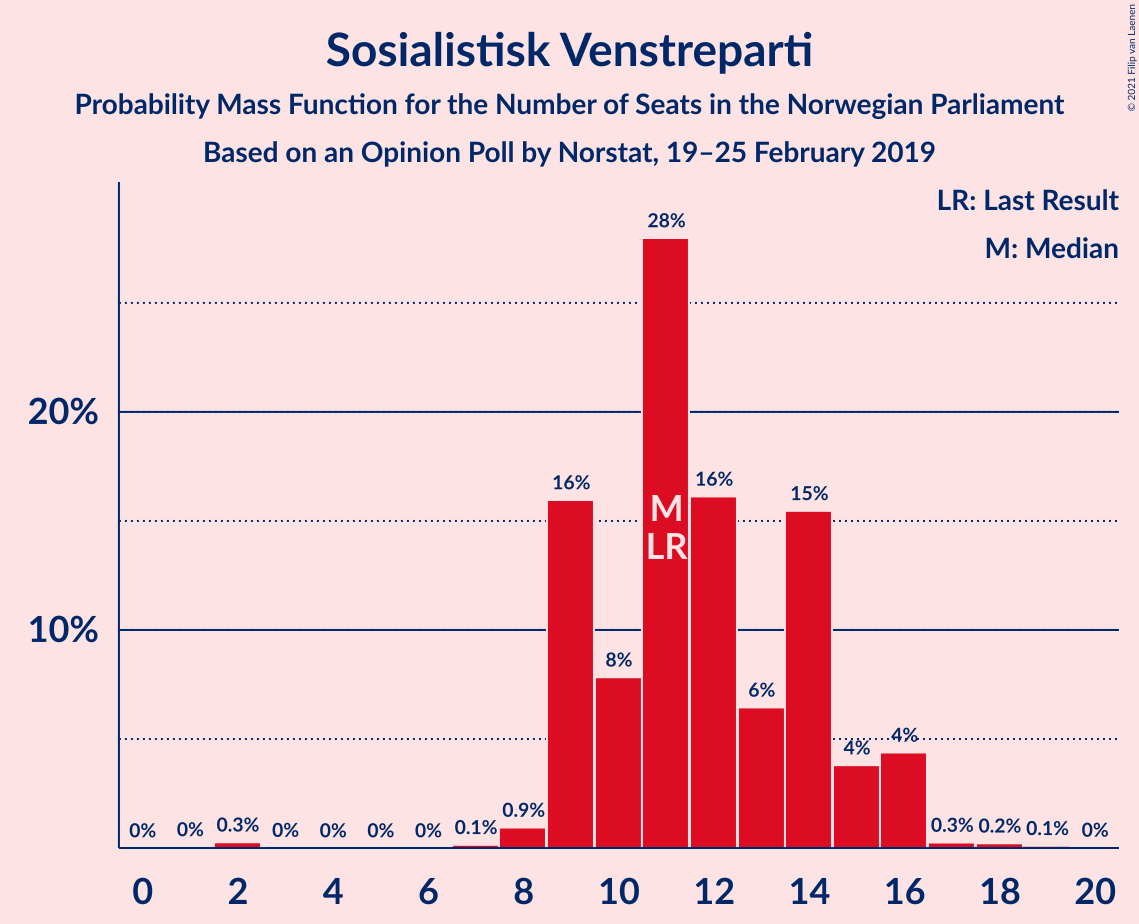 Sosialistisk Venstreparti
Probability Mass Function for the Number of Seats in the Norwegian Parliament
Based on an Opinion Poll by Norstat, 19–25 February 2019
© 2021 Filip van Laenen
LR: Last Result
M: Median
20%
10%
0%
0%
0.3%
0%
0%
0%
0%
0.1%
0.9%
16%
8%
28%
16%
6%
15%
4%
4%
0.3%
0.2%
0.1%
0%
M
LR
0 2 4 6 8 10 12 14 16 18 20